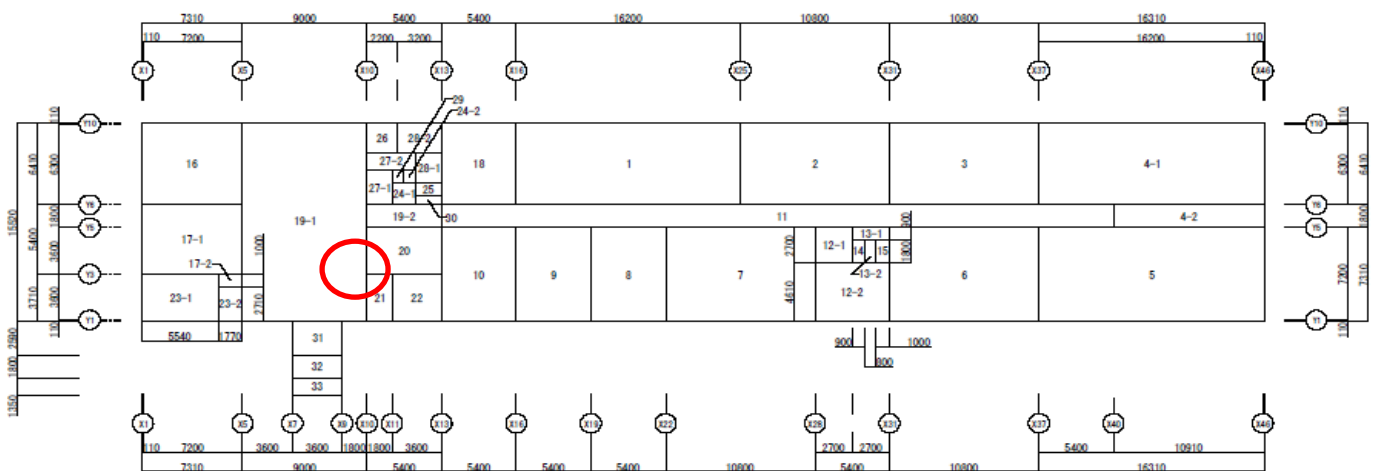 7310 9000 5400 5400 16200 10800 10800 16310
110 7200 2200 3200 16200 110
X1 X5 X10 X13 X16 X25 X31 X37 X46
29
24-2
110 Y10 26 28-2 Y10 110
16 27-2 28-1 18 1 2 3 4-1
6410 6300 27-1 24-1 25 6300 6410
15520 Y6 19-1 19-2 30 11 900 4-2 Y6 1800 1800
5400 1800 Y5 Y5
17-1 1000 20 2700 12-1 13-1 1800
3600 14 15
17-2 10 9 8 7 13-2 6 5
Y3 Y3 7200 7310
3710 3600 23-1 23-2 2710 21 22 4610 12-2
110 Y1 Y1 110
2590 5540 1770 31 900 1000
1800 32 800
1350 33
X1 X5 X7 X9 X10 X11 X13 X16 X19 X22 X28 X31 X37 X40 X46
110 7200 3600 3600 1800 1800 3600 2700 2700 5400 10910
7310 9000 5400 5400 5400 5400 10800 5400 10800 16310